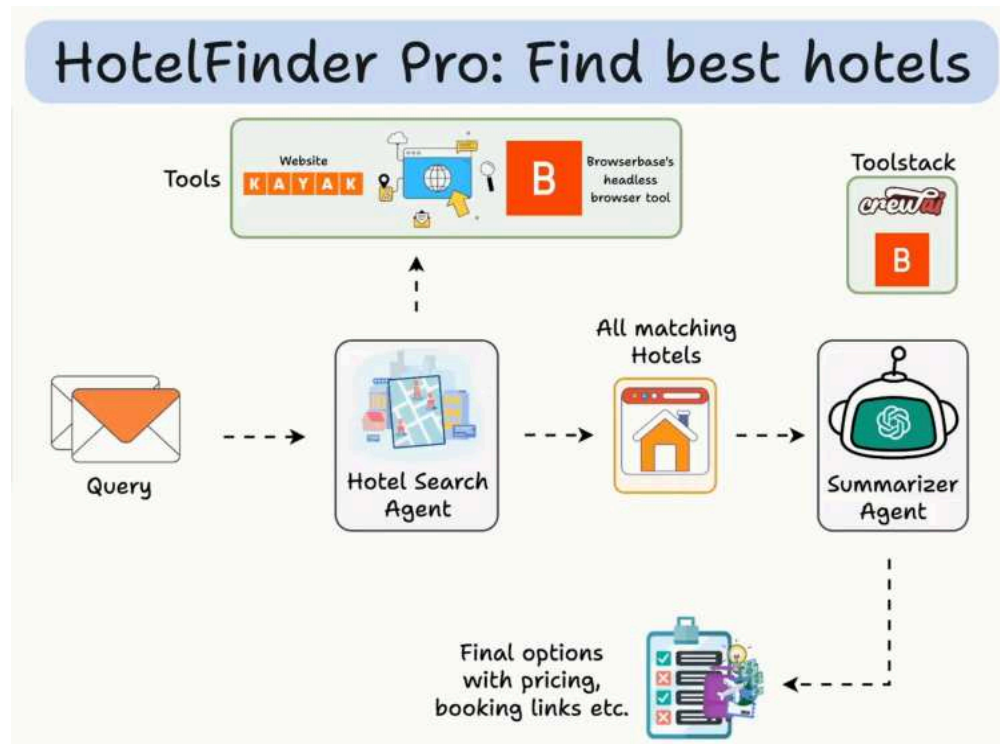 HotelFinder Pro: Find best hotels
Tools
Website
KAYAK
B
Browserbase's
headless
browser tool
Toolstack
crewai
B
Query
Hotel Search
Agent
All matching
Hotels
Summarizer
Agent
Final options
with pricing,
booking links etc.